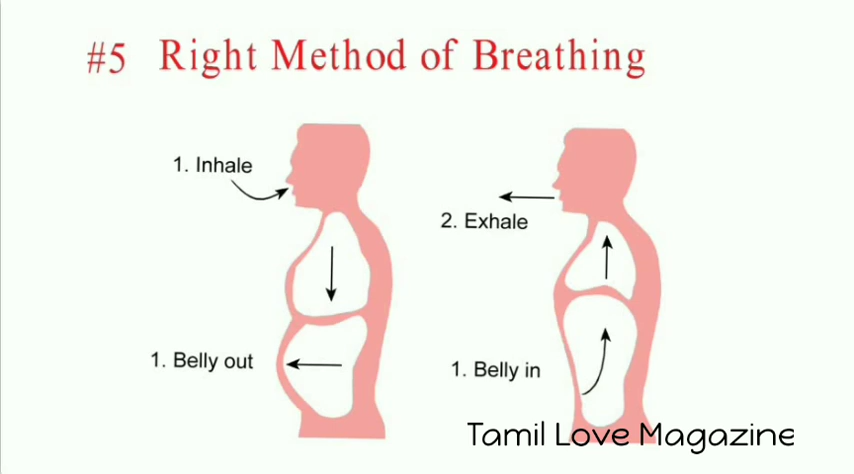 #5 Right Method of Breathing
1. Inhale
2. Exhale
1. Belly out
1. Belly in
Tamil Love Magazine